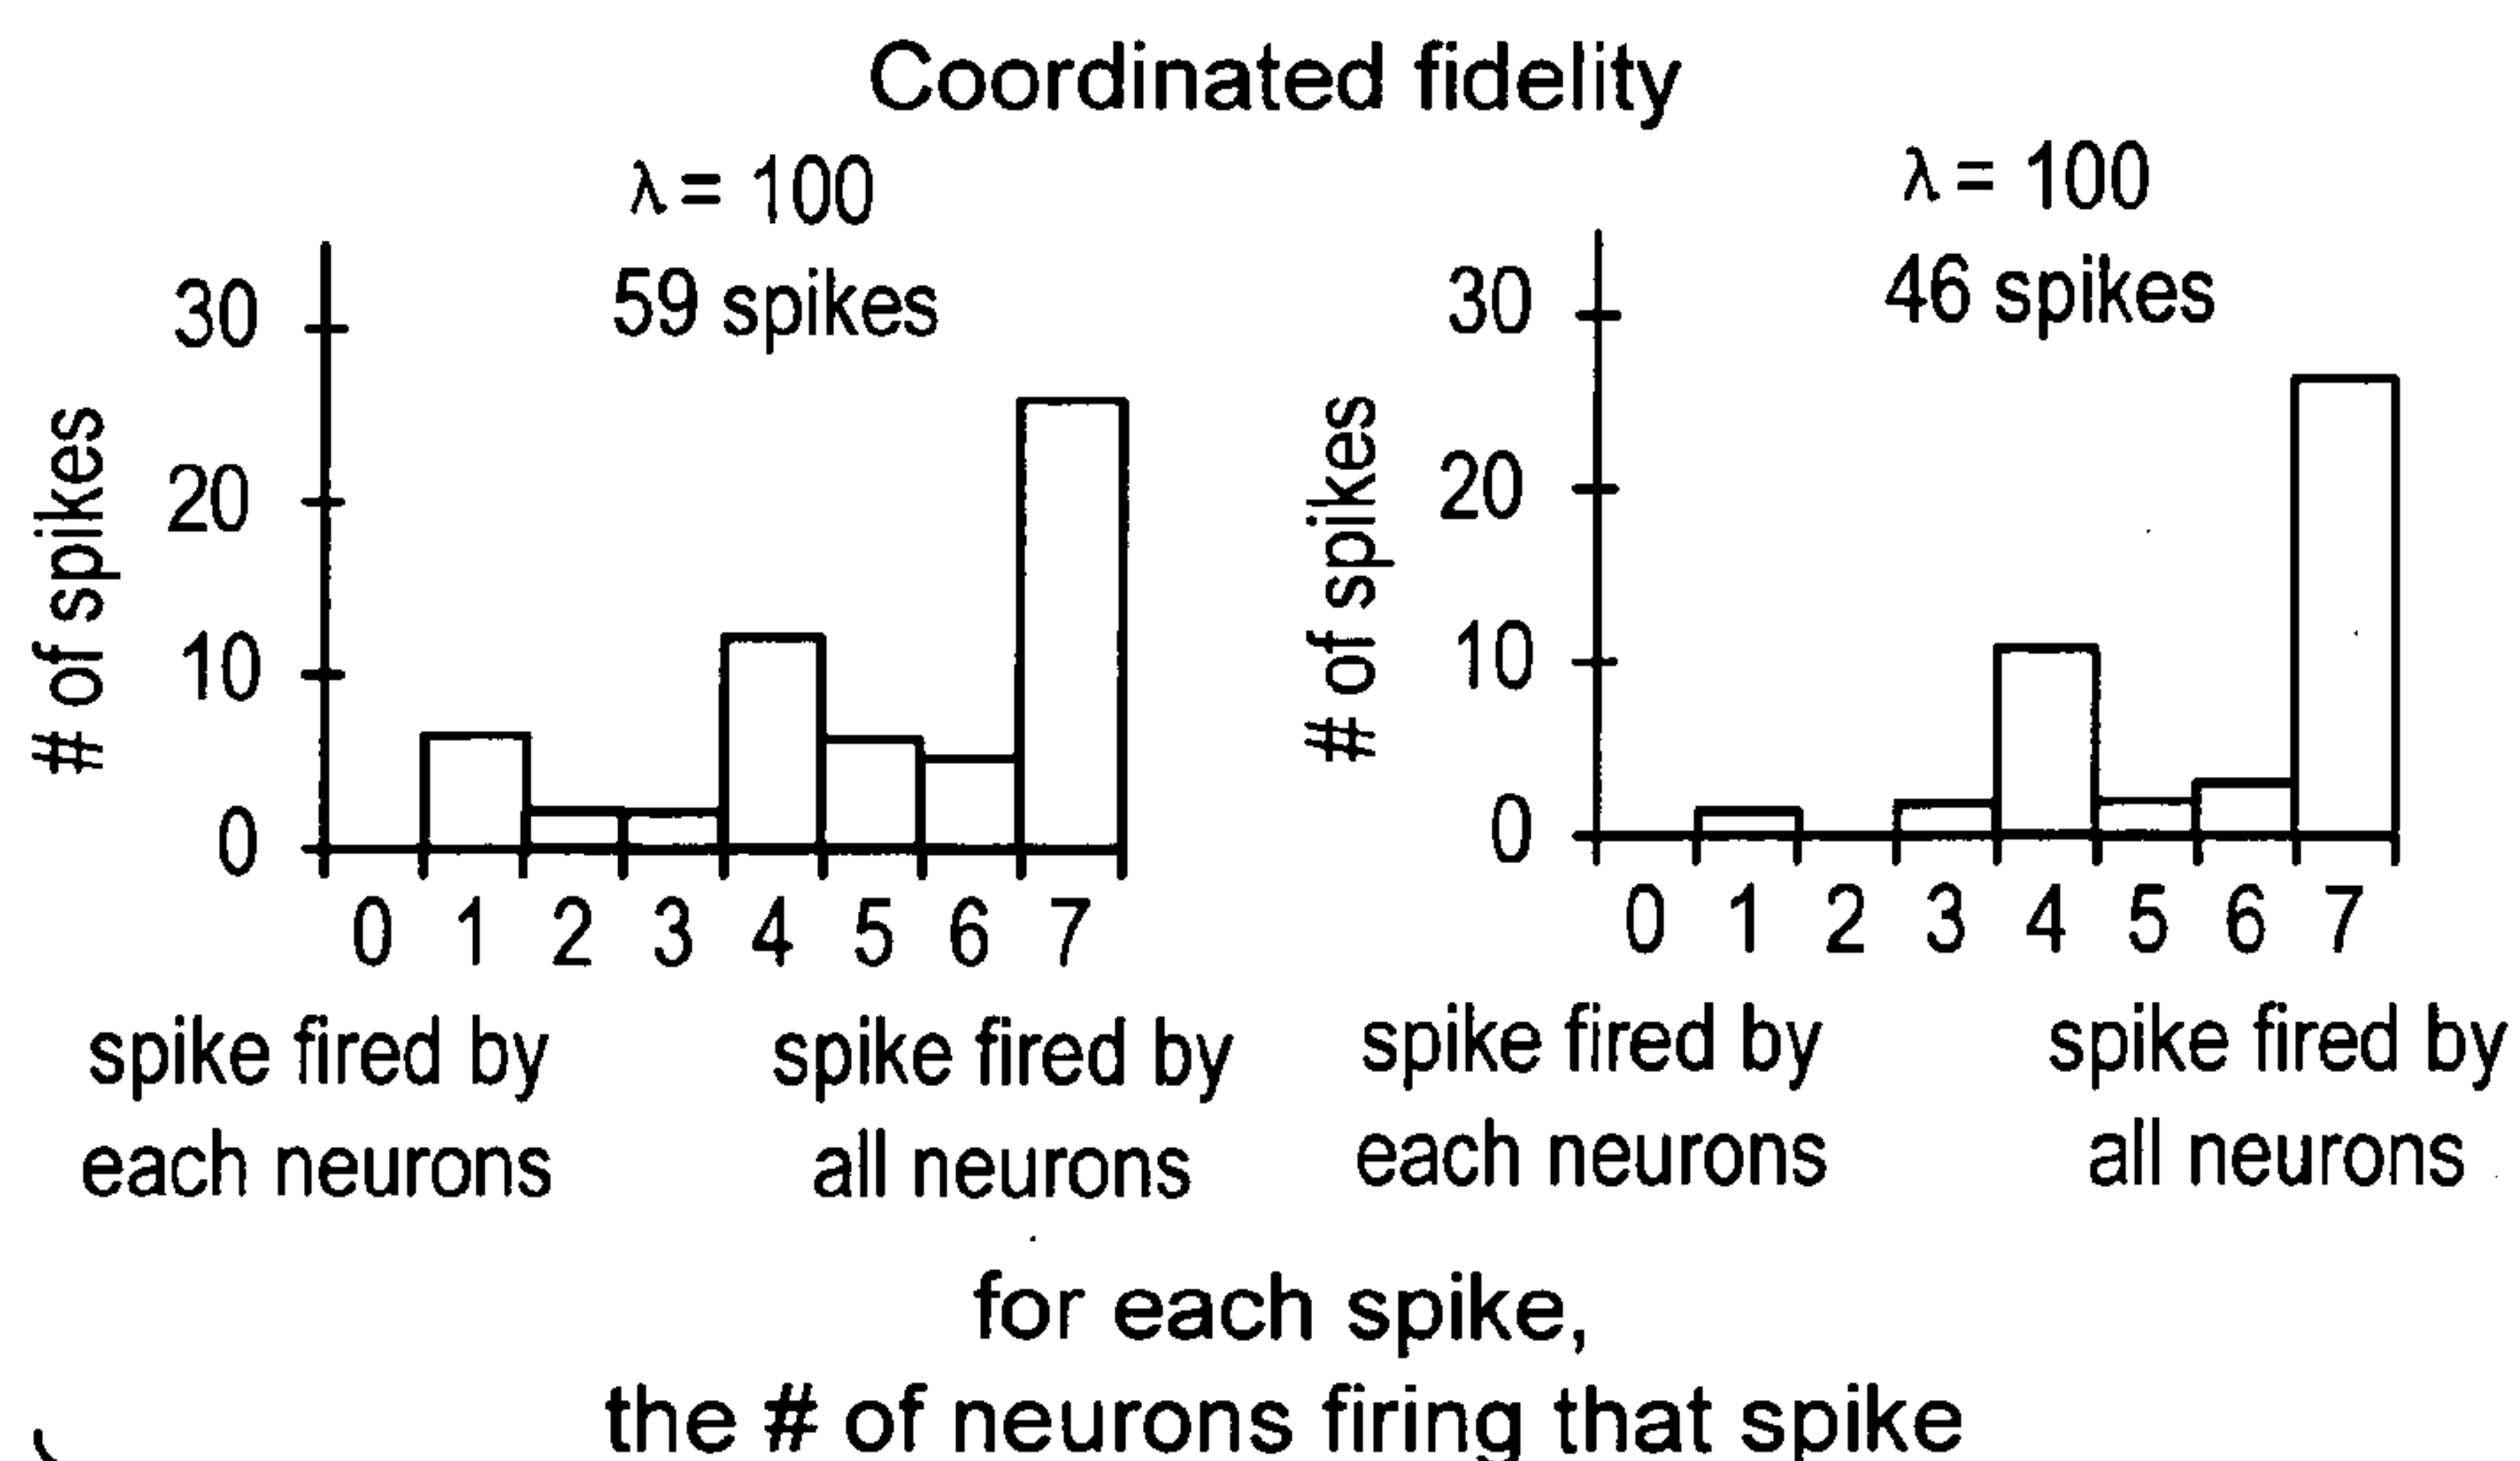 Coordinated fidelity
λ = 100
59 spikes
30
20
10
0
# of spikes
0 1 2 3 4 5 6 7
spike fired by
each neurons
spike fired by
all neurons
λ = 100
46 spikes
30
20
10
0
# of spikes
0 1 2 3 4 5 6 7
spike fired by
each neurons
spike fired by
all neurons
for each spike,
the # of neurons firing that spike